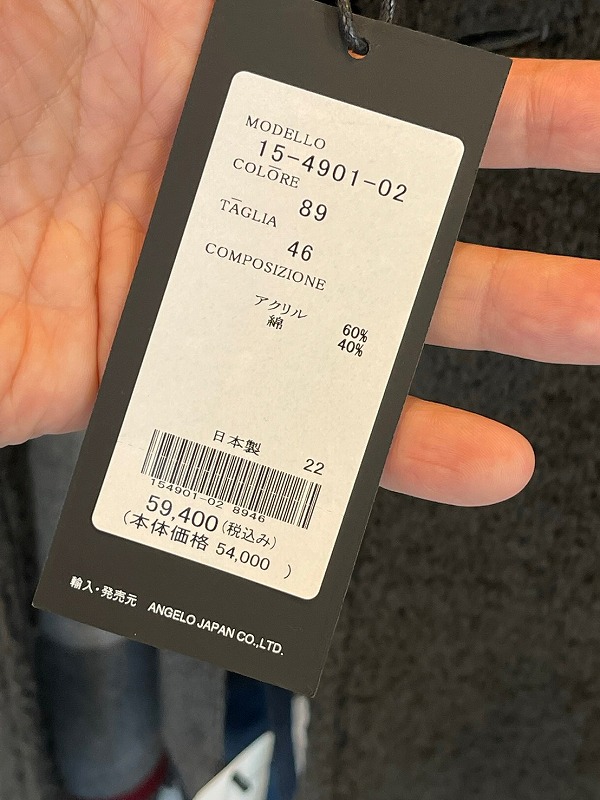 MODELLO
15-4901-02
COLORE
89
TAGLIA
46
COMPOSIZIONE
アクリル 60%
綿 40%
日本製 22
154901-02 8946
59,400(税込み)
(本体価格 54,000 )
輸入・発売元 ANGELO JAPAN CO.,LTD.